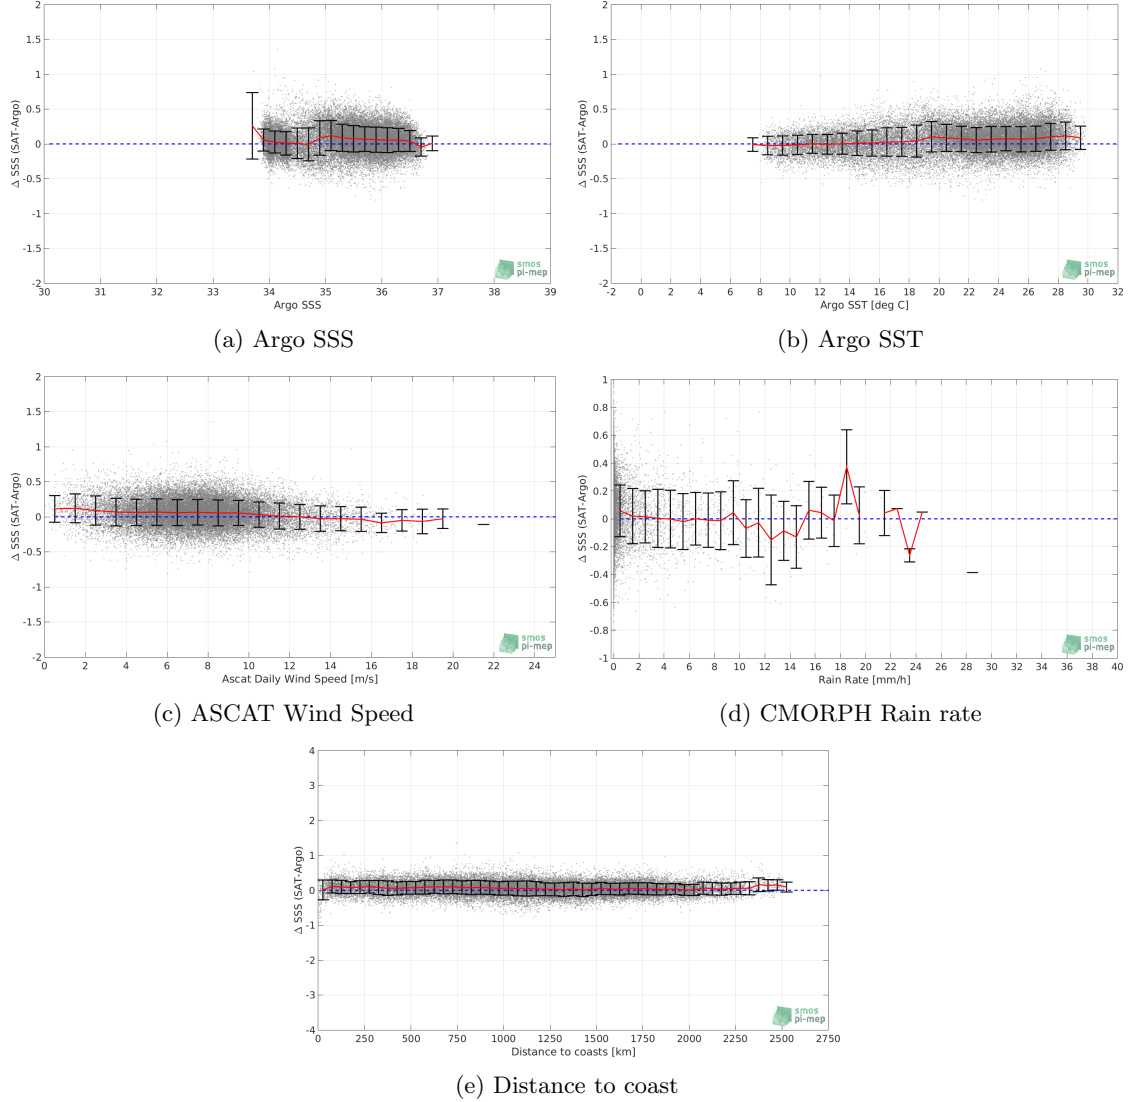 2
1.5
1
0.5
0
-0.5
-1
-1.5
-2
Δ SSS (SAT-Argo)
30 31 32 33 34 35 36 37 38 39
Argo SSS
smos
pi-mep
(a) Argo SSS
2
1.5
1
0.5
0
-0.5
-1
-1.5
-2
Δ SSS (SAT-Argo)
-2 0 2 4 6 8 10 12 14 16 18 20 22 24 26 28 30 32
Argo SST [deg C]
smos
pi-mep
(b) Argo SST
2
1.5
1
0.5
0
-0.5
-1
-1.5
-2
Δ SSS (SAT-Argo)
0 2 4 6 8 10 12 14 16 18 20 22 24
Ascat Daily Wind Speed [m/s]
smos
pi-mep
(c) ASCAT Wind Speed
1
0.8
0.6
0.4
0.2
0
-0.2
-0.4
-0.6
-0.8
-1
Δ SSS (SAT-Argo)
0 2 4 6 8 10 12 14 16 18 20 22 24 26 28 30 32 34 36 38 40
Rain Rate [mm/h]
smos
pi-mep
(d) CMORPH Rain rate
4
3
2
1
0
-1
-2
-3
-4
Δ SSS (SAT-Argo)
0 250 500 750 1000 1250 1500 1750 2000 2250 2500 2750
Distance to coasts [km]
smos
pi-mep
(e) Distance to coast